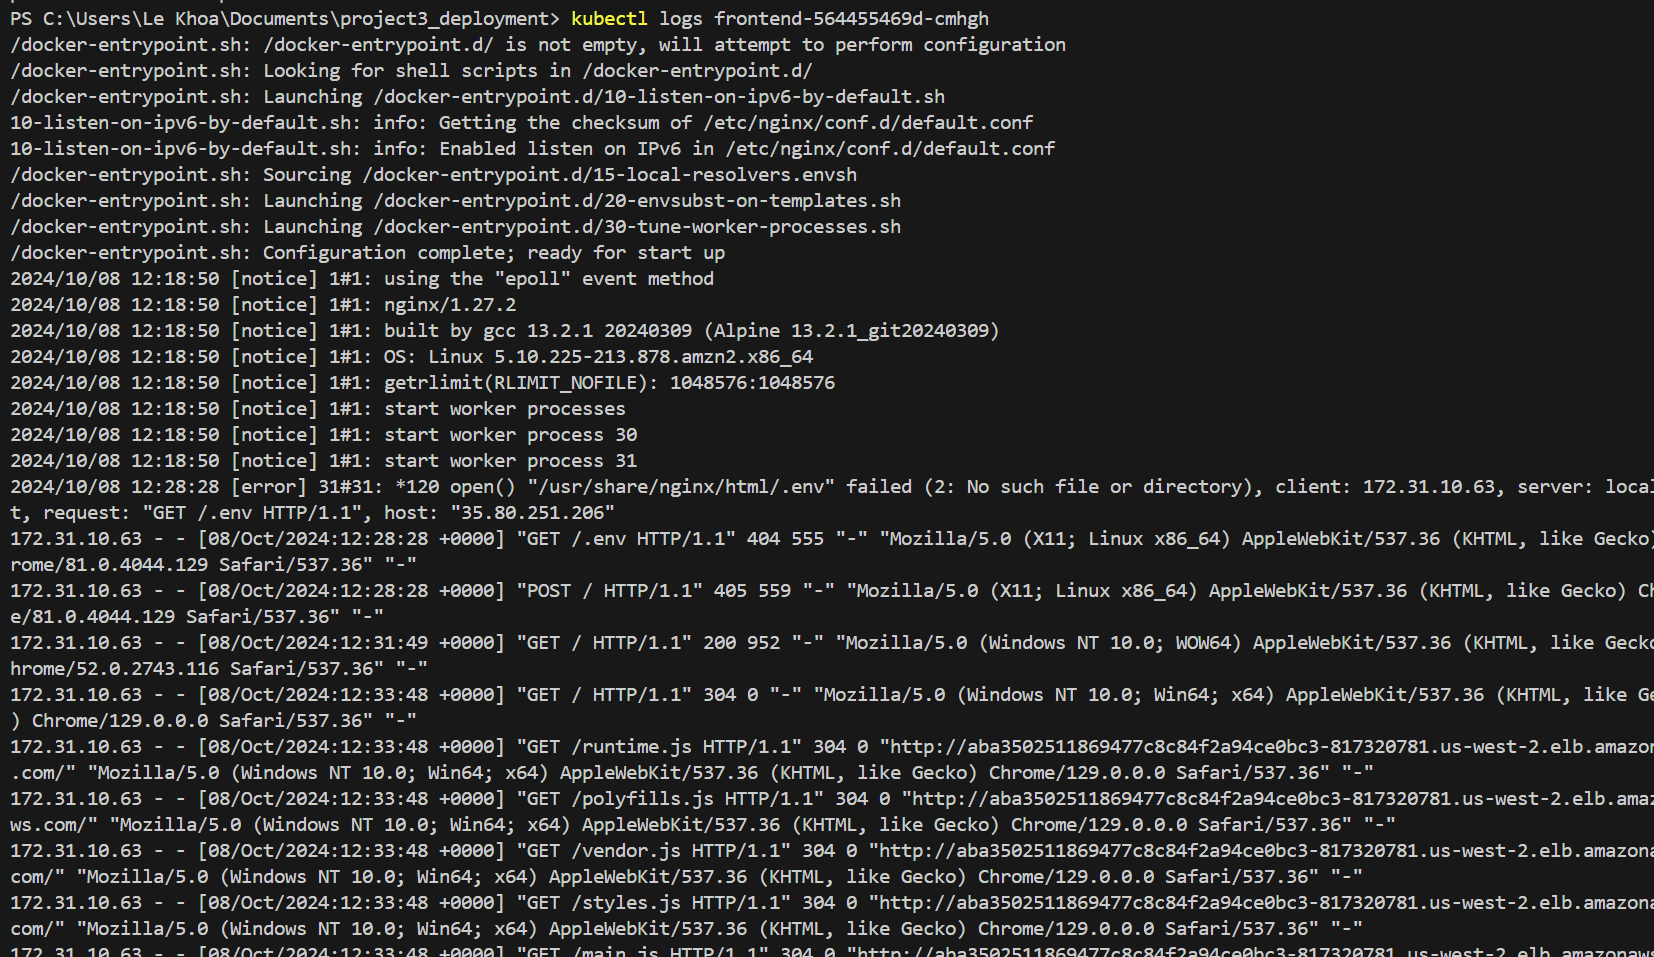 PS C:\Users\Le Khoa\Documents\project3_deployment> kubectl logs frontend-564455469d-cmhgh
/docker-entrypoint.sh: /docker-entrypoint.d/ is not empty, will attempt to perform configuration
/docker-entrypoint.sh: Looking for shell scripts in /docker-entrypoint.d/
/docker-entrypoint.sh: Launching /docker-entrypoint.d/10-listen-on-ipv6-by-default.sh
10-listen-on-ipv6-by-default.sh: info: Getting the checksum of /etc/nginx/conf.d/default.conf
10-listen-on-ipv6-by-default.sh: info: Enabled listen on IPv6 in /etc/nginx/conf.d/default.conf
/docker-entrypoint.sh: Sourcing /docker-entrypoint.d/15-local-resolvers.envsh
/docker-entrypoint.sh: Launching /docker-entrypoint.d/20-envsubst-on-templates.sh
/docker-entrypoint.sh: Launching /docker-entrypoint.d/30-tune-worker-processes.sh
/docker-entrypoint.sh: Configuration complete; ready for start up
2024/10/08 12:18:50 [notice] 1#1: using the "epoll" event method
2024/10/08 12:18:50 [notice] 1#1: nginx/1.27.2
2024/10/08 12:18:50 [notice] 1#1: built by gcc 13.2.1 20240309 (Alpine 13.2.1_git20240309)
2024/10/08 12:18:50 [notice] 1#1: OS: Linux 5.10.225-213.878.amzn2.x86_64
2024/10/08 12:18:50 [notice] 1#1: getrlimit(RLIMIT_NOFILE): 1048576:1048576
2024/10/08 12:18:50 [notice] 1#1: start worker processes
2024/10/08 12:18:50 [notice] 1#1: start worker process 30
2024/10/08 12:18:50 [notice] 1#1: start worker process 31
2024/10/08 12:28:28 [error] 31#31: *120 open() "/usr/share/nginx/html/.env" failed (2: No such file or directory), client: 172.31.10.63, server: local
t, request: "GET /.env HTTP/1.1", host: "35.80.251.206"
172.31.10.63 - - [08/Oct/2024:12:28:28 +0000] "GET /.env HTTP/1.1" 404 555 "-" "Mozilla/5.0 (X11; Linux x86_64) AppleWebKit/537.36 (KHTML, like Gecko)
rome/81.0.4044.129 Safari/537.36" "-"
172.31.10.63 - - [08/Oct/2024:12:28:28 +0000] "POST / HTTP/1.1" 405 559 "-" "Mozilla/5.0 (X11; Linux x86_64) AppleWebKit/537.36 (KHTML, like Gecko) Ch
e/81.0.4044.129 Safari/537.36" "-"
172.31.10.63 - - [08/Oct/2024:12:31:49 +0000] "GET / HTTP/1.1" 200 952 "-" "Mozilla/5.0 (Windows NT 10.0; WOW64) AppleWebKit/537.36 (KHTML, like Gecko
hrome/52.0.2743.116 Safari/537.36" "-"
172.31.10.63 - - [08/Oct/2024:12:33:48 +0000] "GET / HTTP/1.1" 304 0 "-" "Mozilla/5.0 (Windows NT 10.0; Win64; x64) AppleWebKit/537.36 (KHTML, like Ge
) Chrome/129.0.0.0 Safari/537.36" "-"
172.31.10.63 - - [08/Oct/2024:12:33:48 +0000] "GET /runtime.js HTTP/1.1" 304 0 "http://aba3502511869477c8c84f2a94ce0bc3-817320781.us-west-2.elb.amazon
.com/" "Mozilla/5.0 (Windows NT 10.0; Win64; x64) AppleWebKit/537.36 (KHTML, like Gecko) Chrome/129.0.0.0 Safari/537.36" "-"
172.31.10.63 - - [08/Oct/2024:12:33:48 +0000] "GET /polyfills.js HTTP/1.1" 304 0 "http://aba3502511869477c8c84f2a94ce0bc3-817320781.us-west-2.elb.amaz
ws.com/" "Mozilla/5.0 (Windows NT 10.0; Win64; x64) AppleWebKit/537.36 (KHTML, like Gecko) Chrome/129.0.0.0 Safari/537.36" "-"
172.31.10.63 - - [08/Oct/2024:12:33:48 +0000] "GET /vendor.js HTTP/1.1" 304 0 "http://aba3502511869477c8c84f2a94ce0bc3-817320781.us-west-2.elb.amazona
com/" "Mozilla/5.0 (Windows NT 10.0; Win64; x64) AppleWebKit/537.36 (KHTML, like Gecko) Chrome/129.0.0.0 Safari/537.36" "-"
172.31.10.63 - - [08/Oct/2024:12:33:48 +0000] "GET /styles.js HTTP/1.1" 304 0 "http://aba3502511869477c8c84f2a94ce0bc3-817320781.us-west-2.elb.amazona
com/" "Mozilla/5.0 (Windows NT 10.0; Win64; x64) AppleWebKit/537.36 (KHTML, like Gecko) Chrome/129.0.0.0 Safari/537.36" "-"
172.31.10.63 - - [08/Oct/2024:12:33:48 +0000] "GET /main.js HTTP/1.1" 304 0 "http://aba3502511869477c8c84f2a94ce0bc3-817320781.us-west-2.elb.amazonaws